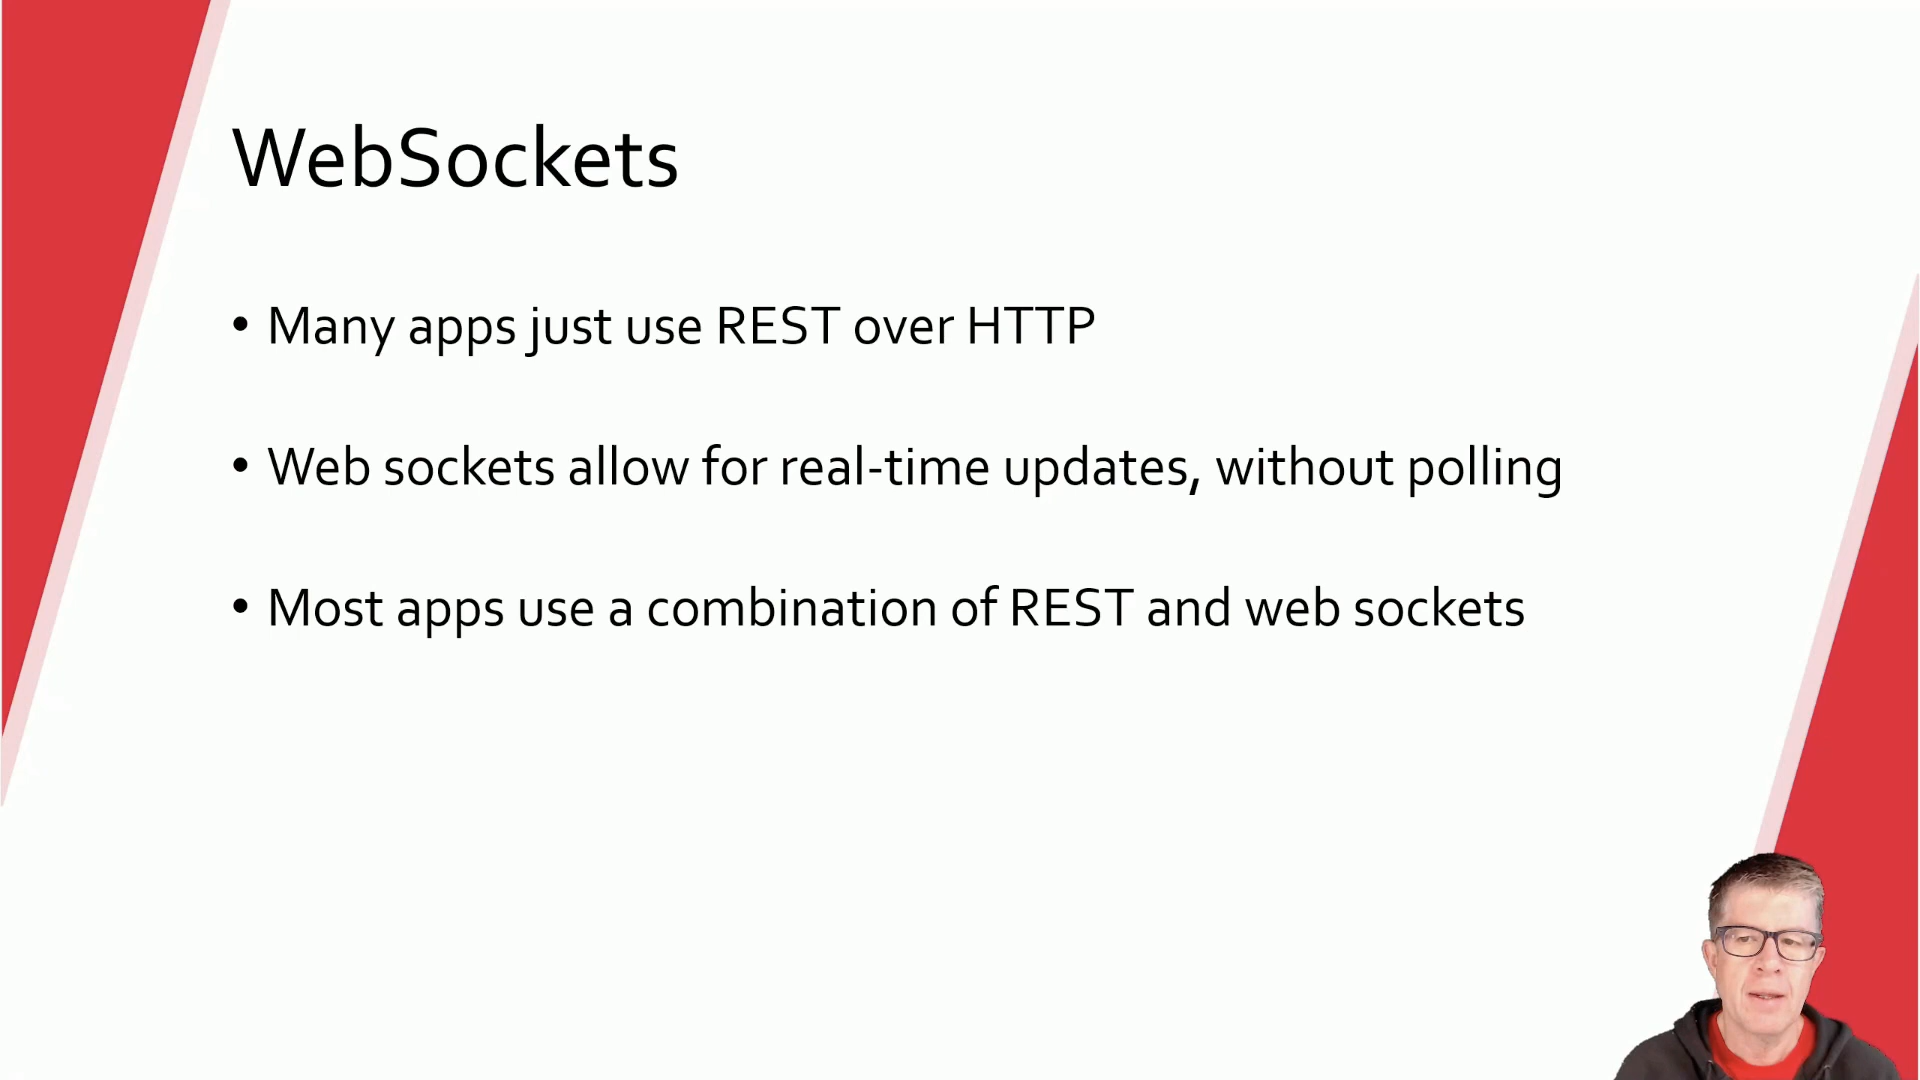 WebSockets
• Many apps just use REST over HTTP
• Web sockets allow for real-time updates, without polling
• Most apps use a combination of REST and web sockets